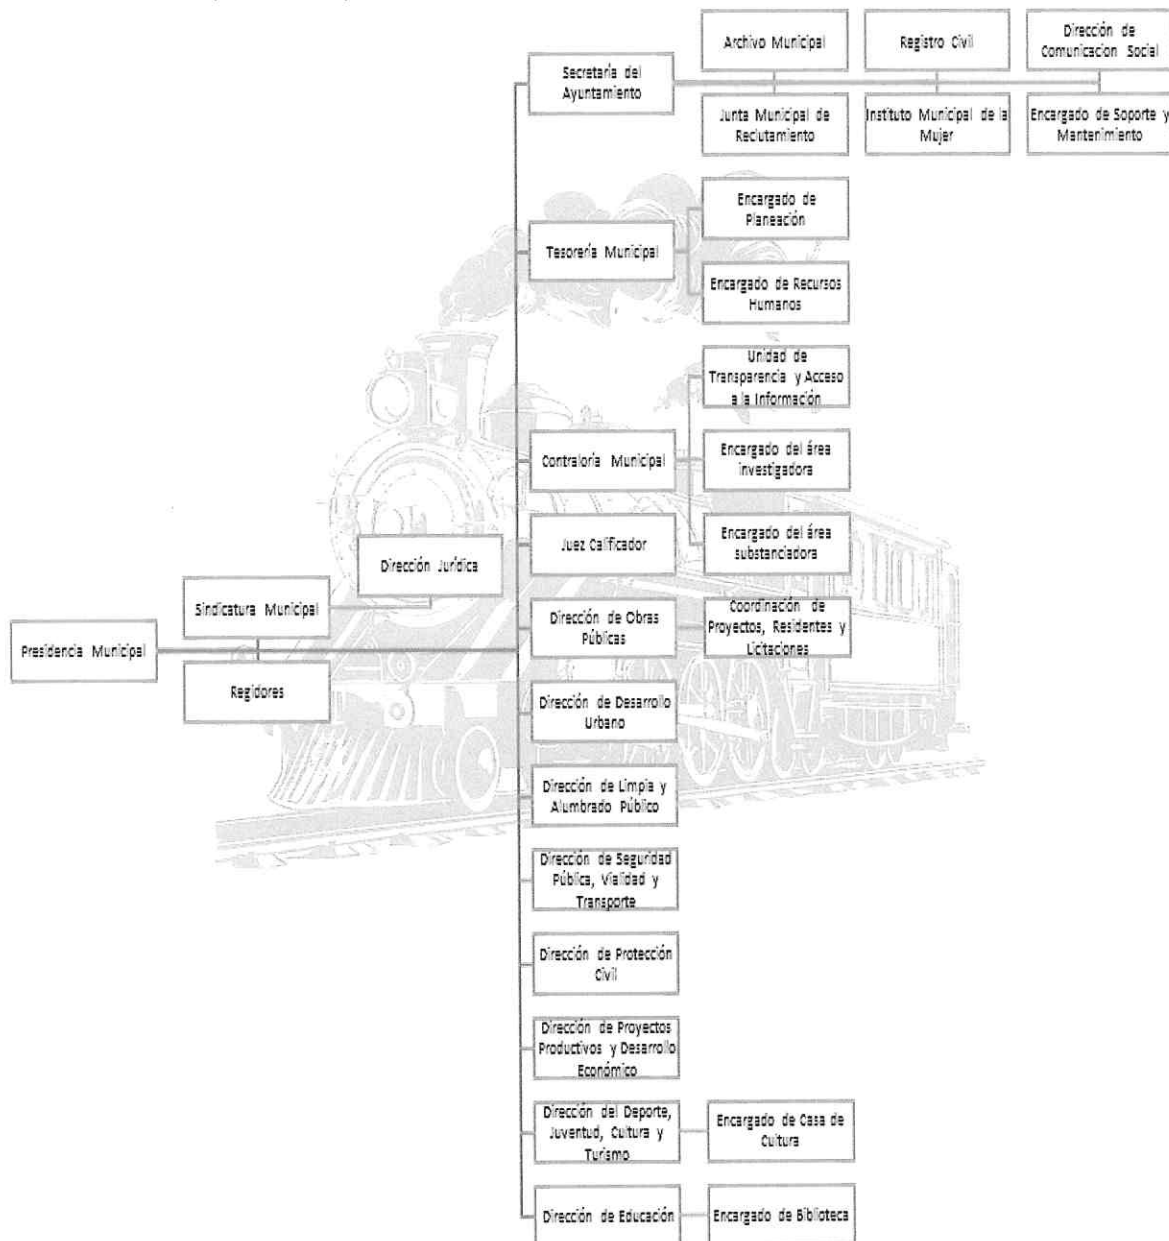 Archivo Municipal
Registro Civil
Dirección de
Comunicacion Social
Secretaría del
Ayuntamiento
Junta Municipal de
Reclutamiento
Instituto Municipal de la
Mujer
Encargado de Soporte y
Mantenimiento
Encargado de
Planeación
Tesorería Municipal
Encargado de Recursos
Humanos
Unidad de
Transparencia y Acceso
a la Información
Contraloría Municipal
Encargado del área
investigadora
Juez Calificador
Encargado del área
substanciadora
Dirección Jurídica
Sindicatura Municipal
Presidencia Municipal
Regidores
Dirección de Obras
Públicas
Coordinación de
Proyectos, Residentes y
Licitaciones
Dirección de Desarrollo
Urbano
Dirección de Limpia y
Alumbrado Público
Dirección de Seguridad
Pública, Vialidad y
Transporte
Dirección de Protección
Civil
Dirección de Proyectos
Productivos y Desarrollo
Económico
Dirección del Deporte,
Juventud, Cultura y
Turismo
Encargado de Casa de
Cultura
Dirección de Educación
Encargado de Biblioteca